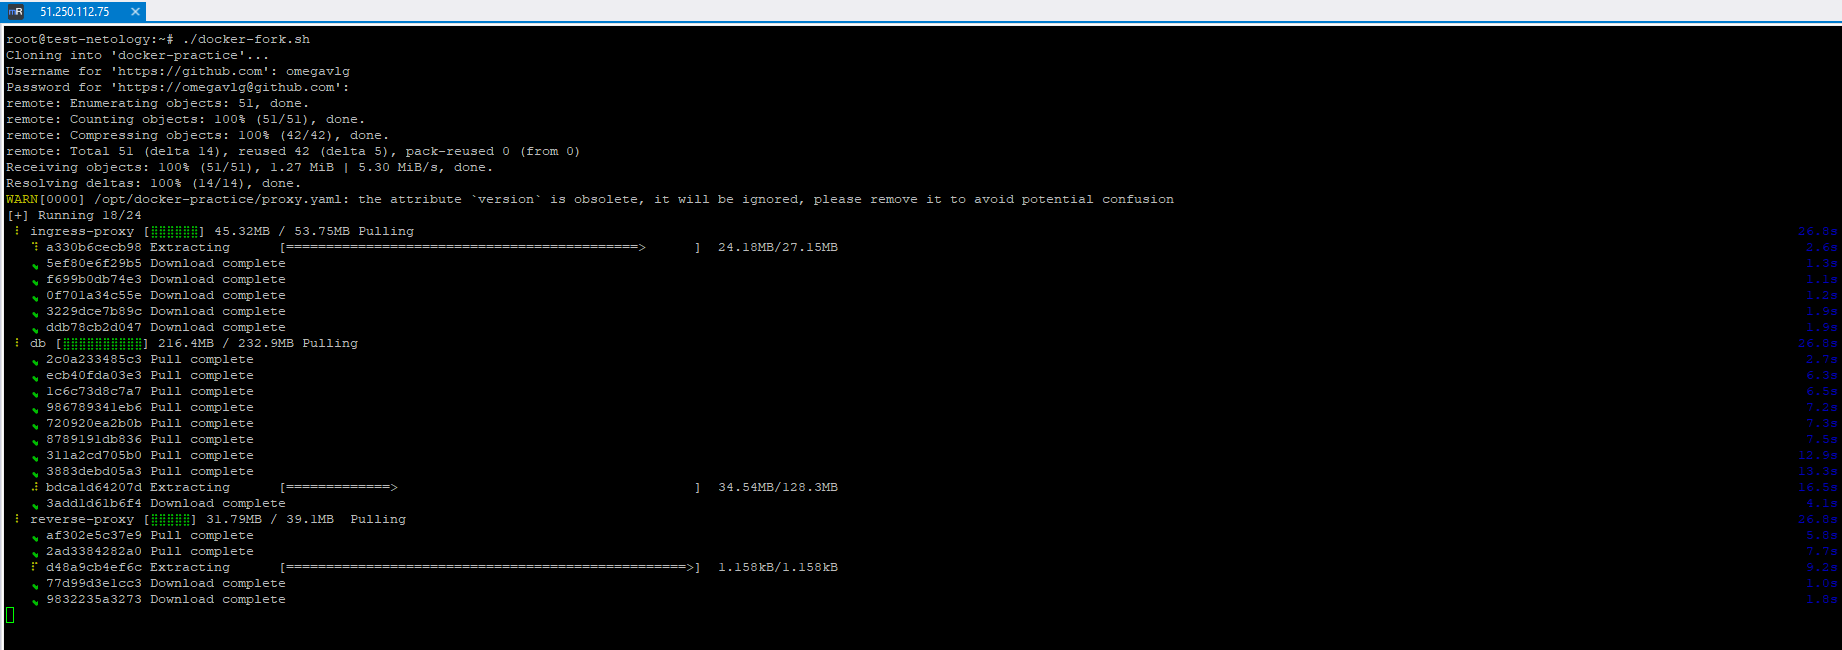 mR 51.250.112.75 ×
root@test-netology:~# ./docker-fork.sh
Cloning into 'docker-practice'...
Username for 'https://github.com': omegavlg
Password for 'https://omegavlg@github.com':
remote: Enumerating objects: 51, done.
remote: Counting objects: 100% (51/51), done.
remote: Compressing objects: 100% (42/42), done.
remote: Total 51 (delta 14), reused 42 (delta 5), pack-reused 0 (from 0)
Receiving objects: 100% (51/51), 1.27 MiB | 5.30 MiB/s, done.
Resolving deltas: 100% (14/14), done.
WARN[0000] /opt/docker-practice/proxy.yaml: the attribute `version` is obsolete, it will be ignored, please remove it to avoid potential confusion
[+] Running 18/24
ingress-proxy [⣿⣿⣿⣿⣿⣿] 45.32MB / 53.75MB Pulling 26.8s
a330b6cecb98 Extracting [============================================>      ] 24.18MB/27.15MB 2.6s
5ef80e6f29b5 Download complete 1.3s
f699b0db74e3 Download complete 1.1s
0f701a34c55e Download complete 1.2s
3229dce7b89c Download complete 1.9s
ddb78cb2d047 Download complete 1.9s
db [⣿⣿⣿⣿⣿⣿⣿⣿⣿⣿] 216.4MB / 232.9MB Pulling 26.8s
2c0a233485c3 Pull complete 2.7s
ecb40fda03e3 Pull complete 6.3s
1c6c73d8c7a7 Pull complete 6.5s
986789341eb6 Pull complete 7.2s
720920ea2b0b Pull complete 7.3s
8789191db836 Pull complete 7.5s
311a2cd705b0 Pull complete 12.9s
3883debd05a3 Pull complete 13.3s
bdca1d64207d Extracting [=============>                                     ] 34.54MB/128.3MB 16.5s
3add1d61b6f4 Download complete 4.1s
reverse-proxy [⣿⣿⣿⣿⣿] 31.79MB / 39.1MB Pulling 26.8s
af302e5c37e9 Pull complete 5.8s
2ad3384282a0 Pull complete 7.7s
d48a9cb4ef6c Extracting [==================================================>] 1.158kB/1.158kB 9.2s
77d99d3e1cc3 Download complete 1.0s
9832235a3273 Download complete 1.8s